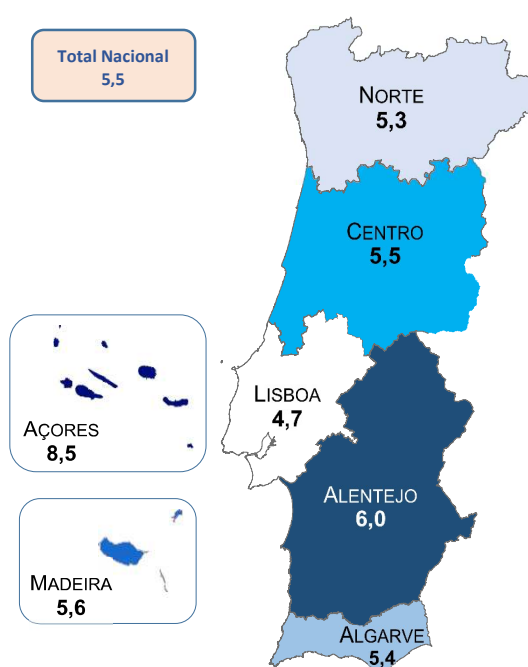 Total Nacional
5,5
NORTE
5,3
CENTRO
5,5
LISBOA
4,7
AÇORES
8,5
ALENTEJO
6,0
MADEIRA
5,6
ALGARVE
5,4